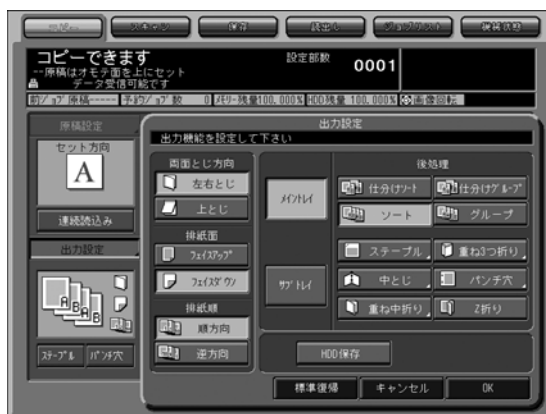 コピー スキャン 保存 読出し ジョブリスト 機械状態
コピーできます
--原稿はオモテ面を上にセット
データ受信可能です
設定部数 0001
前ジョブ原稿----- 予約ジョブ数 0 メモリー残量100.000% HDD残量 100.000% 画像回転
原稿設定
セット方向
A
連続読込み
出力設定
A B A B
ステープル パンチ穴
出力設定
出力機能を設定して下さい
両面とじ方向
左右とじ
上とじ
排紙面
フェイスアップ
フェイスダウン
排紙順
順方向
逆方向
メイントレイ
サブトレイ
後処理
仕分けソート 仕分けグループ
ソート グループ
ステープル 重ね3つ折り
中とじ パンチ穴
重ね中折り Z折り
HDD保存
標準復帰 キャンセル OK